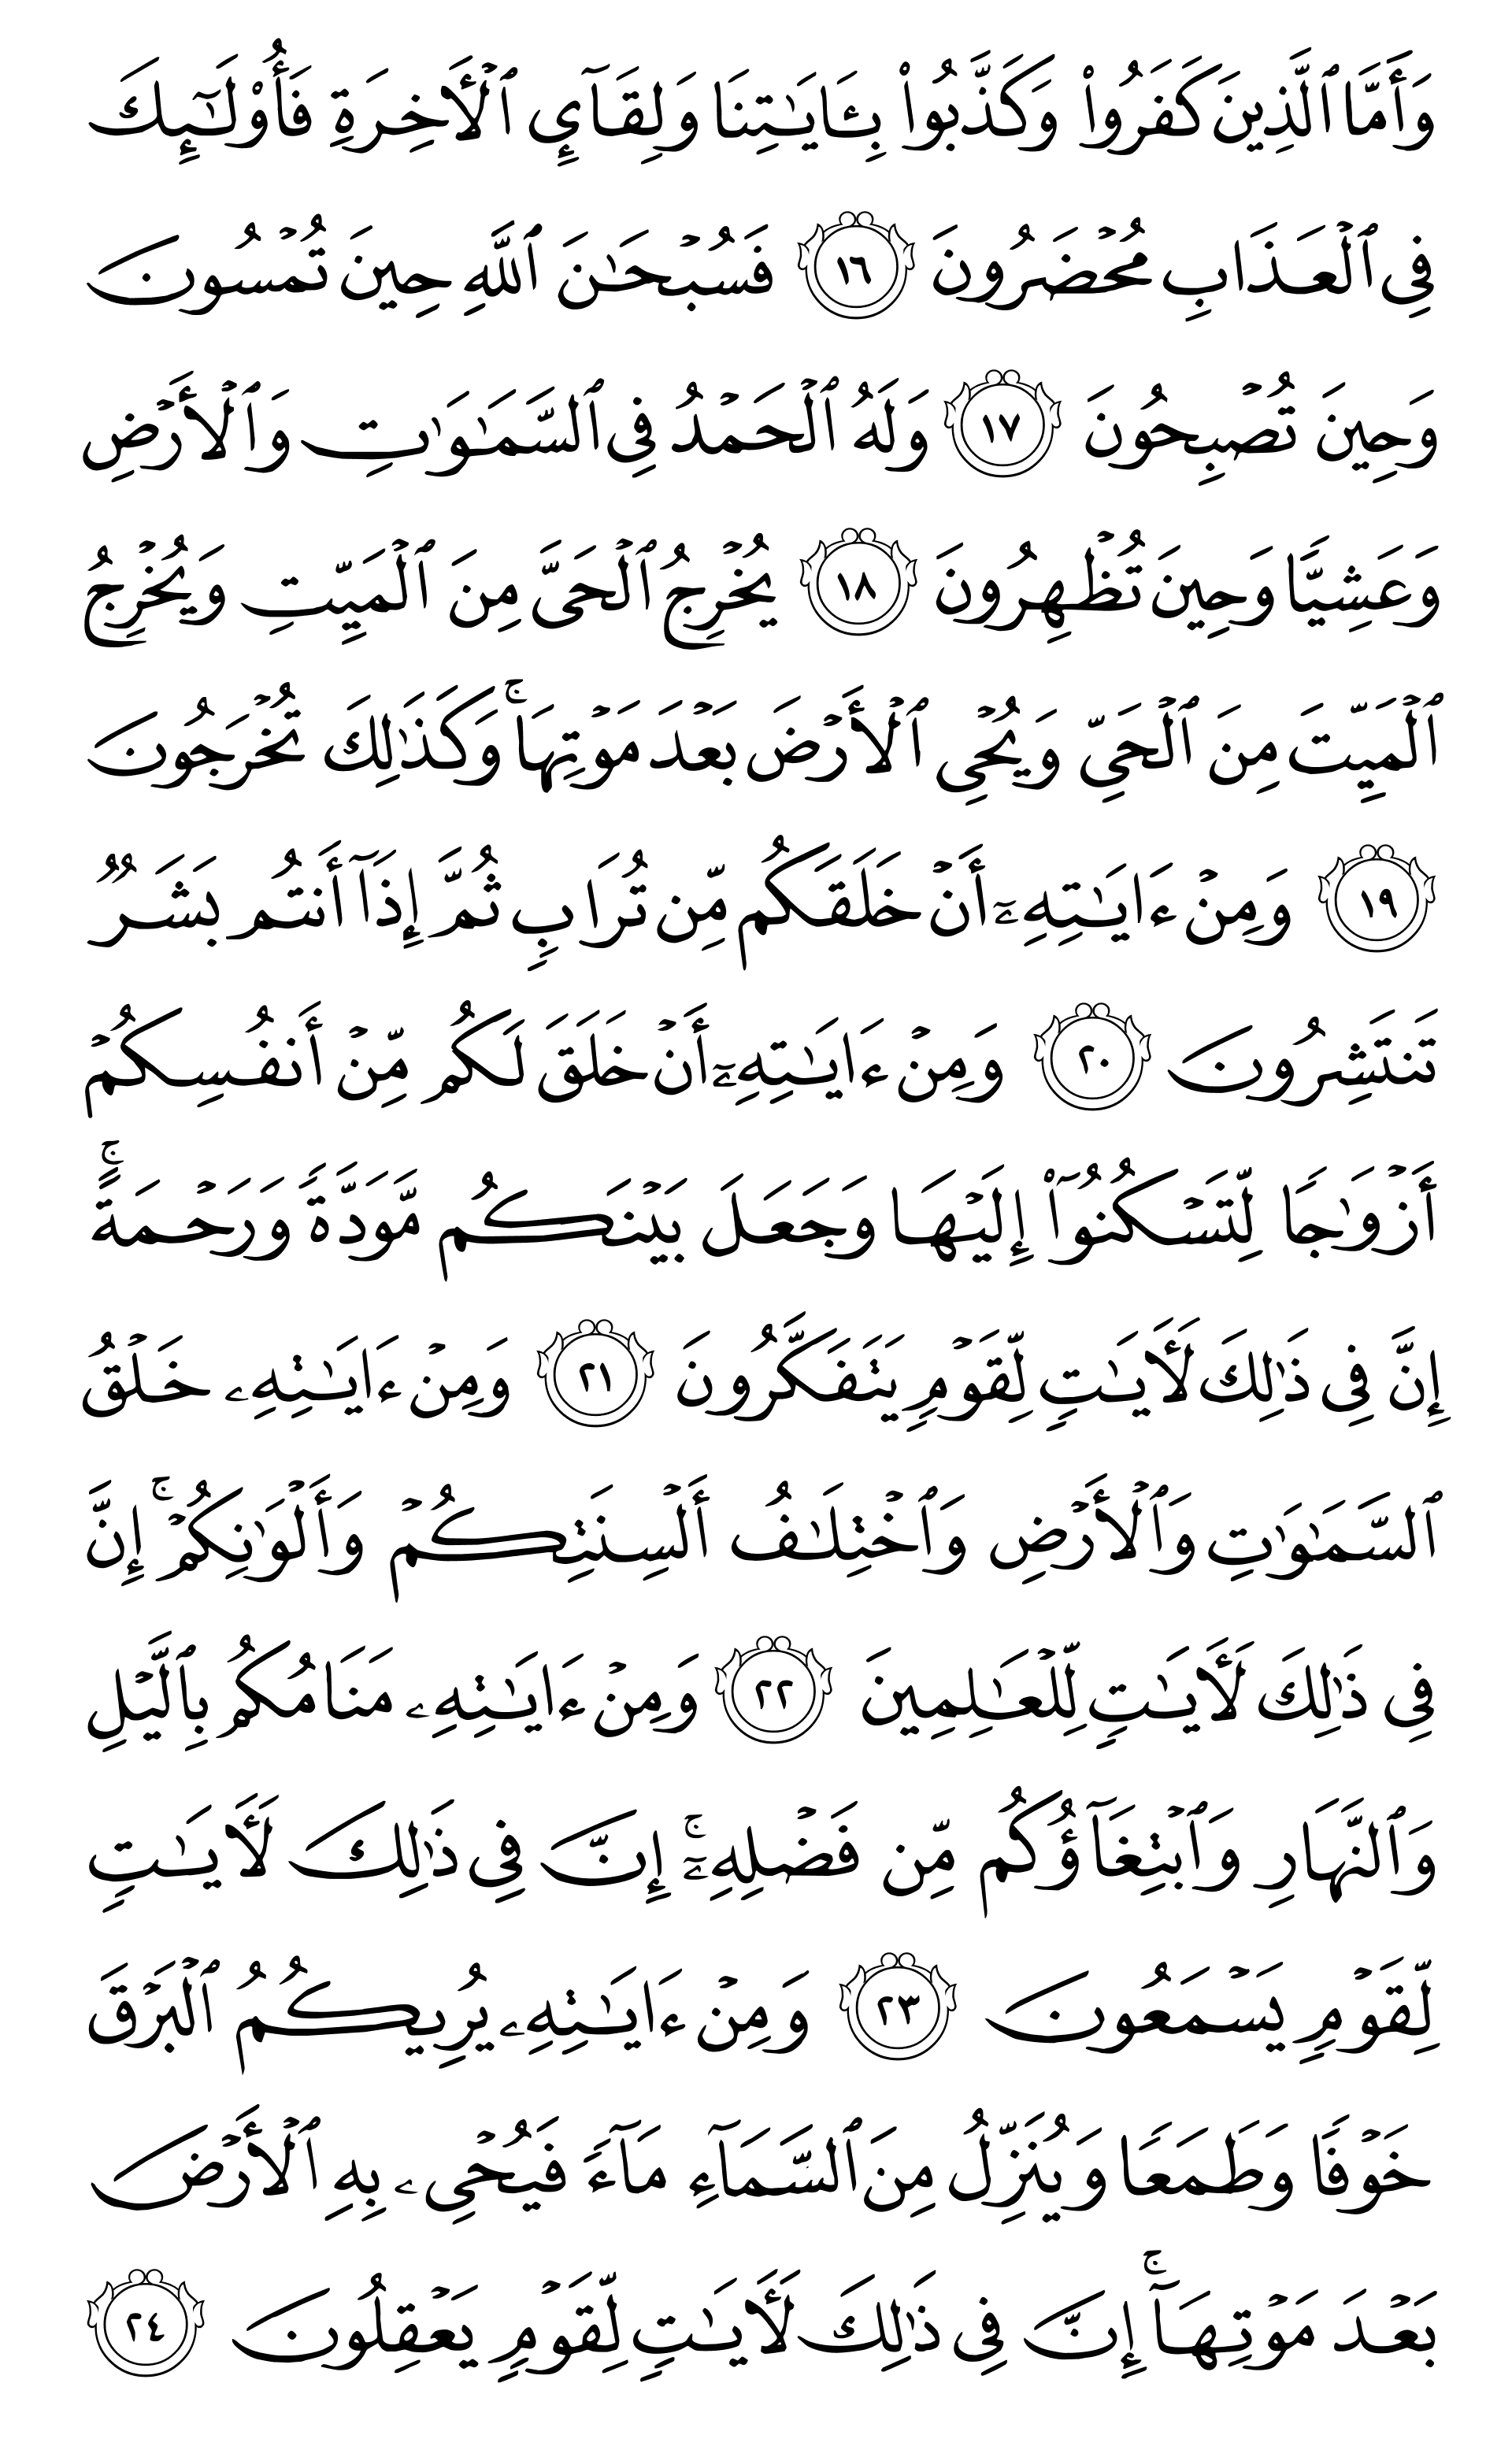 وَأَمَّا ٱلَّذِينَ كَفَرُوا۟ وَكَذَّبُوا۟ بِـَٔايَـٰتِنَا وَلِقَآئِ ٱلْأَخِرَةِ فَأُو۟لَـٰٓئِكَ
فِى ٱلْعَذَابِ مُحْضَرُونَ ١٦ فَسُبْحَـٰنَ ٱللَّهِ حِينَ تُمْسُونَ
وَحِينَ تُصْبِحُونَ ١٧ وَلَهُ ٱلْحَمْدُ فِى ٱلسَّمَـٰوَٰتِ وَٱلْأَرْضِ
وَعَشِيًّا وَحِينَ تُظْهِرُونَ ١٨ يُخْرِجُ ٱلْحَىَّ مِنَ ٱلْمَيِّتِ وَيُخْرِجُ
ٱلْمَيِّتَ مِنَ ٱلْحَىِّ وَيُحْىِ ٱلْأَرْضَ بَعْدَ مَوْتِهَا ۚ وَكَذَٰلِكَ تُخْرَجُونَ
١٩ وَمِنْ ءَايَـٰتِهِۦٓ أَنْ خَلَقَكُم مِّن تُرَابٍ ثُمَّ إِذَآ أَنتُم بَشَرٌ
تَنتَشِرُونَ ٢٠ وَمِنْ ءَايَـٰتِهِۦٓ أَنْ خَلَقَ لَكُم مِّنْ أَنفُسِكُمْ
أَزْوَٰجًا لِّتَسْكُنُوٓا۟ إِلَيْهَا وَجَعَلَ بَيْنَكُم مَّوَدَّةً وَرَحْمَةً ۚ
إِنَّ فِى ذَٰلِكَ لَأَيَـٰتٍ لِّقَوْمٍ يَتَفَكَّرُونَ ٢١ وَمِنْ ءَايَـٰتِهِۦ خَلْقُ
ٱلسَّمَـٰوَٰتِ وَٱلْأَرْضِ وَٱخْتِلَـٰفُ أَلْسِنَتِكُمْ وَأَلْوَٰنِكُمْ ۚ إِنَّ
فِى ذَٰلِكَ لَأَيَـٰتٍ لِّلْعَـٰلِمِينَ ٢٢ وَمِنْ ءَايَـٰتِهِۦ مَنَامُكُم بِٱلَّيْلِ
وَٱلنَّهَارِ وَٱبْتِغَآؤُكُم مِّن فَضْلِهِۦٓ ۚ إِنَّ فِى ذَٰلِكَ لَأَيَـٰتٍ
لِّقَوْمٍ يَسْمَعُونَ ٢٣ وَمِنْ ءَايَـٰتِهِۦ يُرِيكُمُ ٱلْبَرْقَ
خَوْفًا وَطَمَعًا وَيُنَزِّلُ مِنَ ٱلسَّمَآءِ مَآءً فَيُحْىِۦ بِهِ ٱلْأَرْضَ
بَعْدَ مَوْتِهَآ ۚ إِنَّ فِى ذَٰلِكَ لَأَيَـٰتٍ لِّقَوْمٍ يَعْقِلُونَ ٢٤